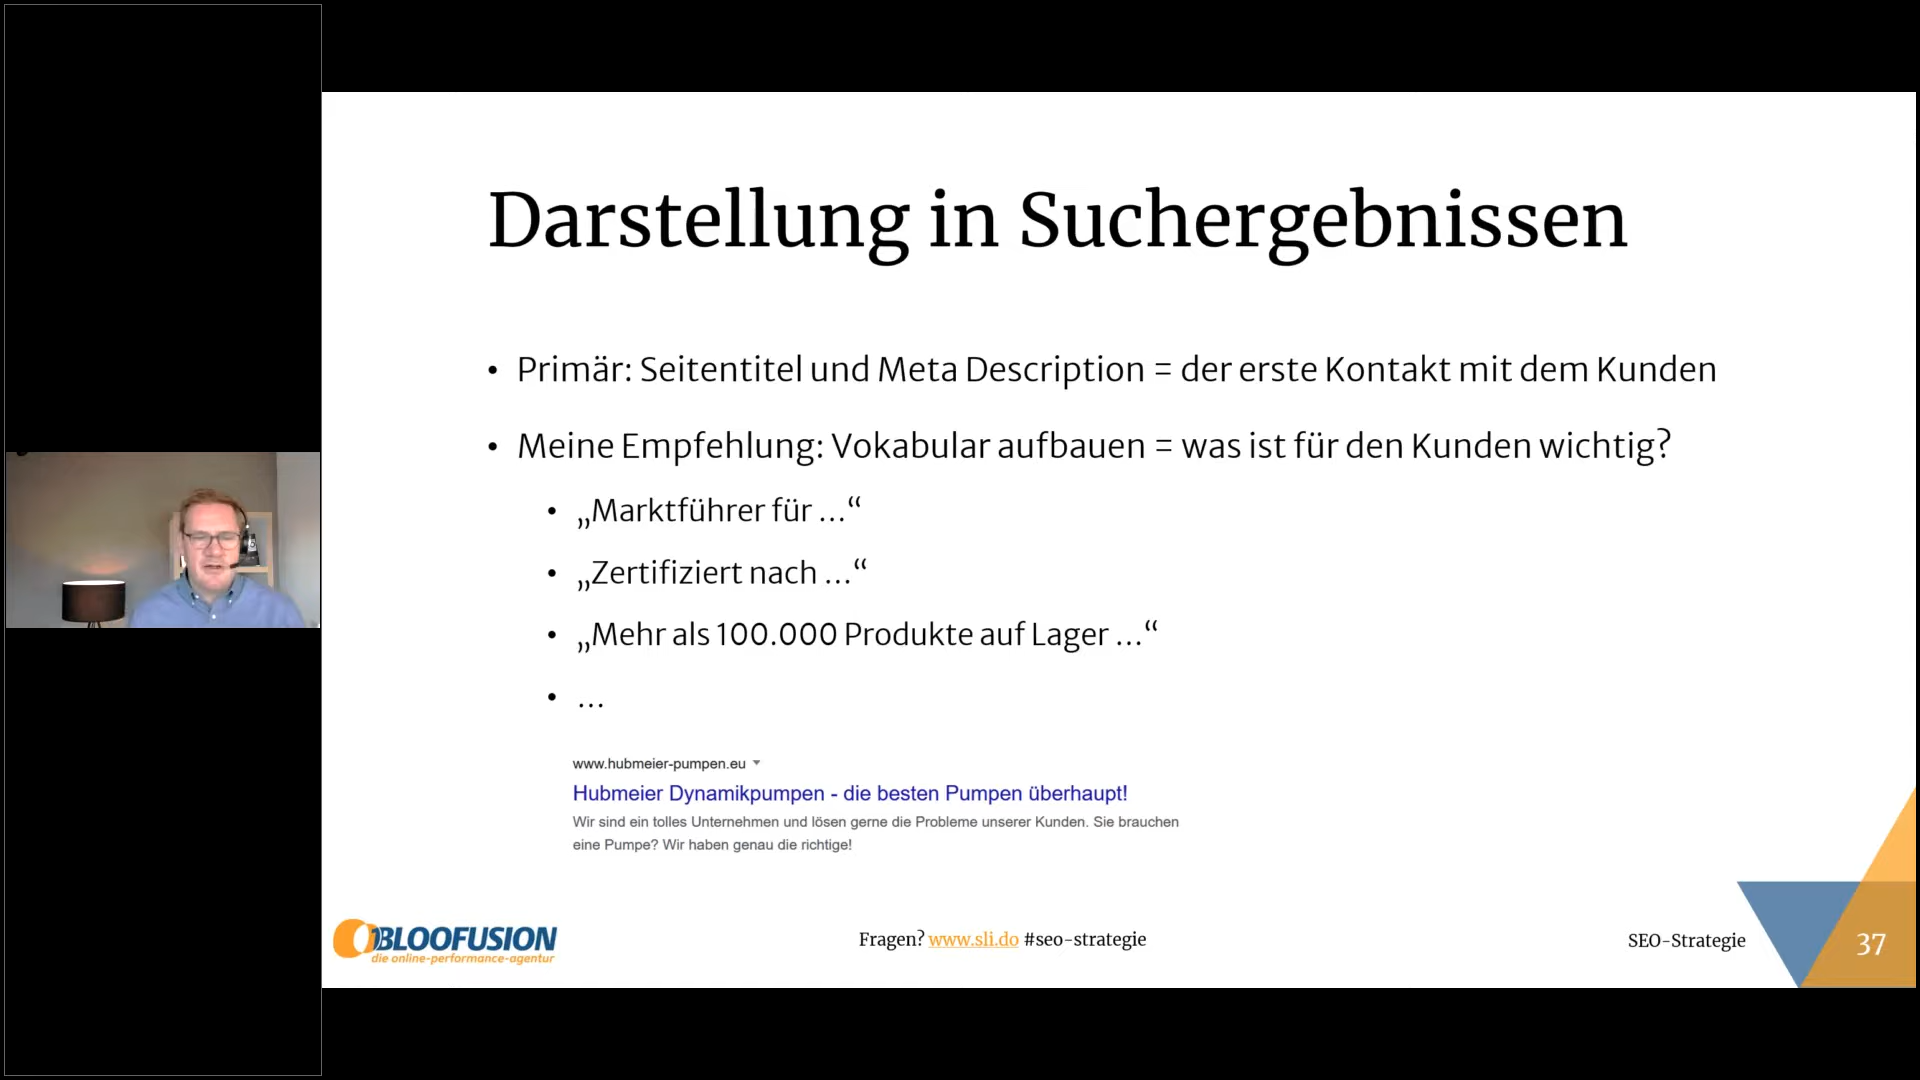 Darstellung in Suchergebnissen
• Primär: Seitentitel und Meta Description = der erste Kontakt mit dem Kunden
• Meine Empfehlung: Vokabular aufbauen = was ist für den Kunden wichtig?
• „Marktführer für …“
• „Zertifiziert nach …“
• „Mehr als 100.000 Produkte auf Lager …“
• …
www.hubmeier-pumpen.eu
Hubmeier Dynamikpumpen - die besten Pumpen überhaupt!
Wir sind ein tolles Unternehmen und lösen gerne die Probleme unserer Kunden. Sie brauchen
eine Pumpe? Wir haben genau die richtige!
BLOOFUSION
die online-performance-agentur
Fragen? www.sli.do #seo-strategie
SEO-Strategie
37